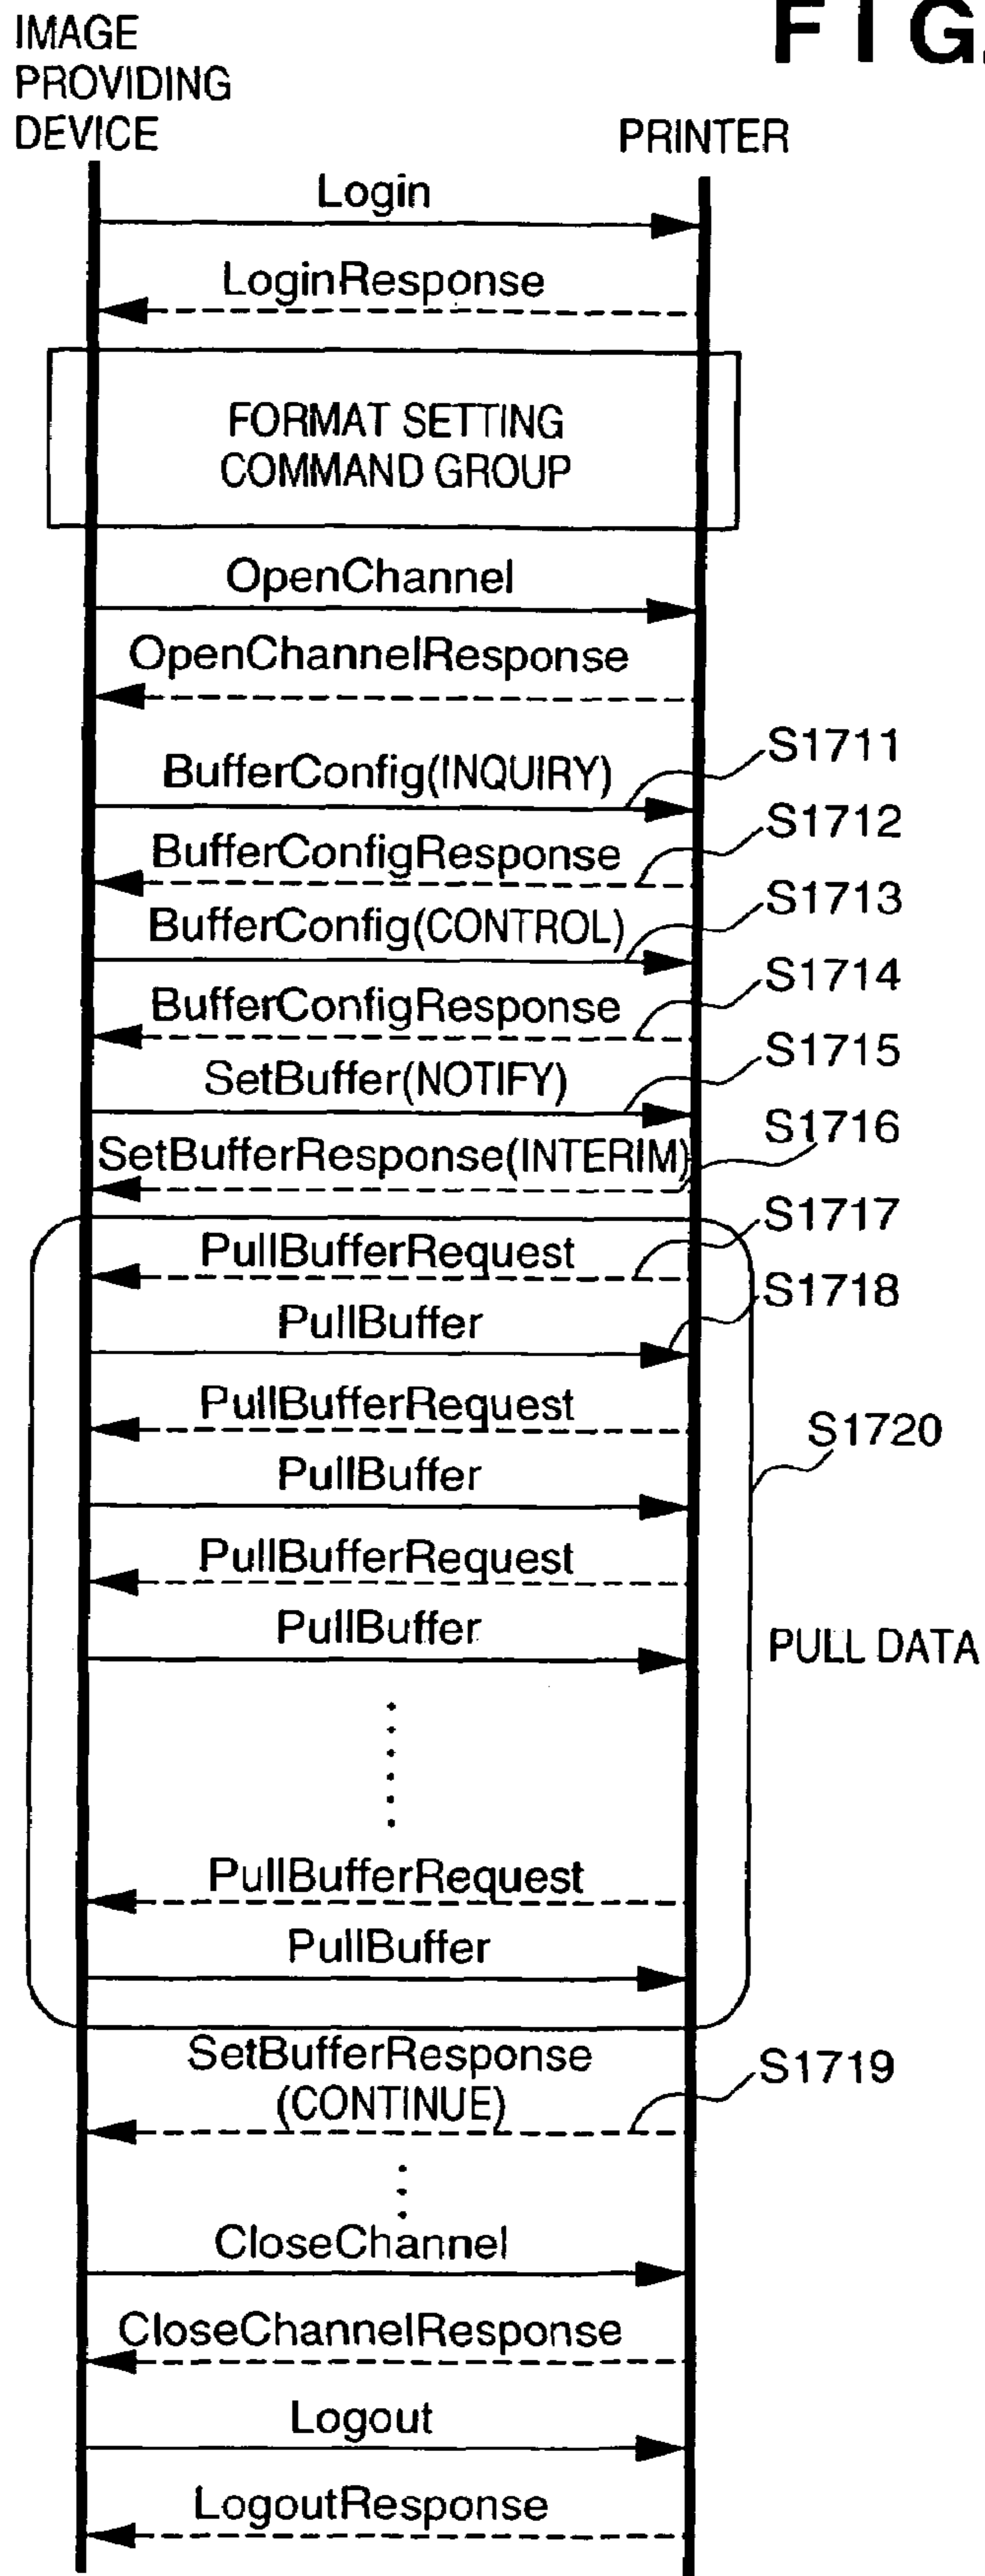 FIG.
IMAGE
PROVIDING
DEVICE
PRINTER
Login
LoginResponse
FORMAT SETTING
COMMAND GROUP
OpenChannel
OpenChannelResponse
BufferConfig(INQUIRY)
S1711
BufferConfigResponse
S1712
BufferConfig(CONTROL)
S1713
BufferConfigResponse
S1714
SetBuffer(NOTIFY)
S1715
SetBufferResponse(INTERIM)
S1716
PullBufferRequest
S1717
PullBuffer
S1718
PullBufferRequest
S1720
PullBuffer
PullBufferRequest
PullBuffer
PULL DATA
PullBufferRequest
PullBuffer
SetBufferResponse
(CONTINUE)
S1719
CloseChannel
CloseChannelResponse
Logout
LogoutResponse